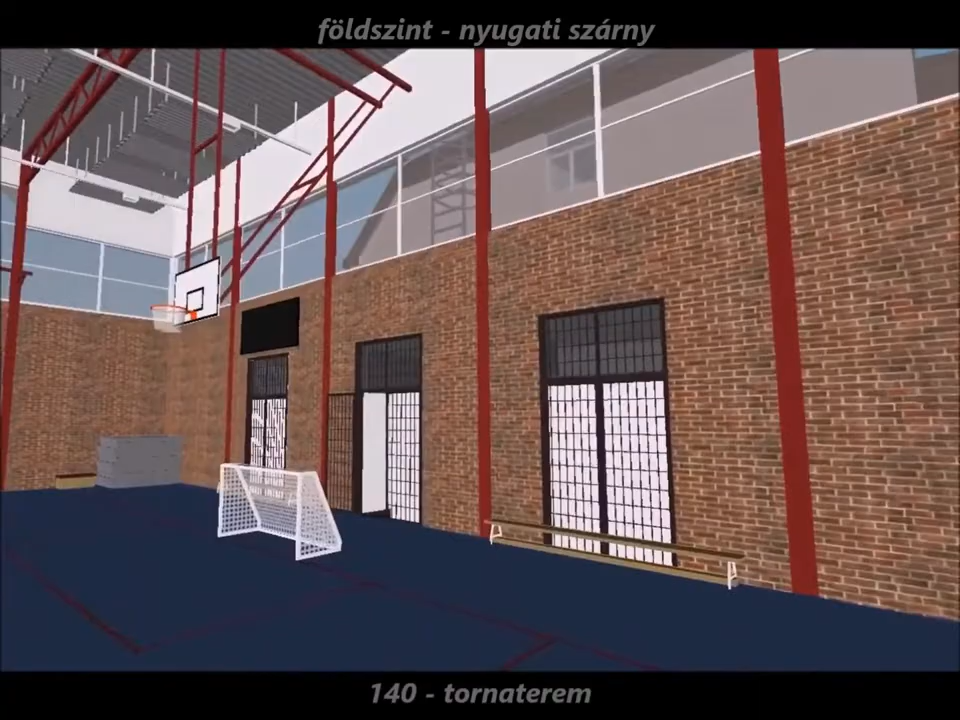 földszint - nyugati szárny
140 - tornaterem